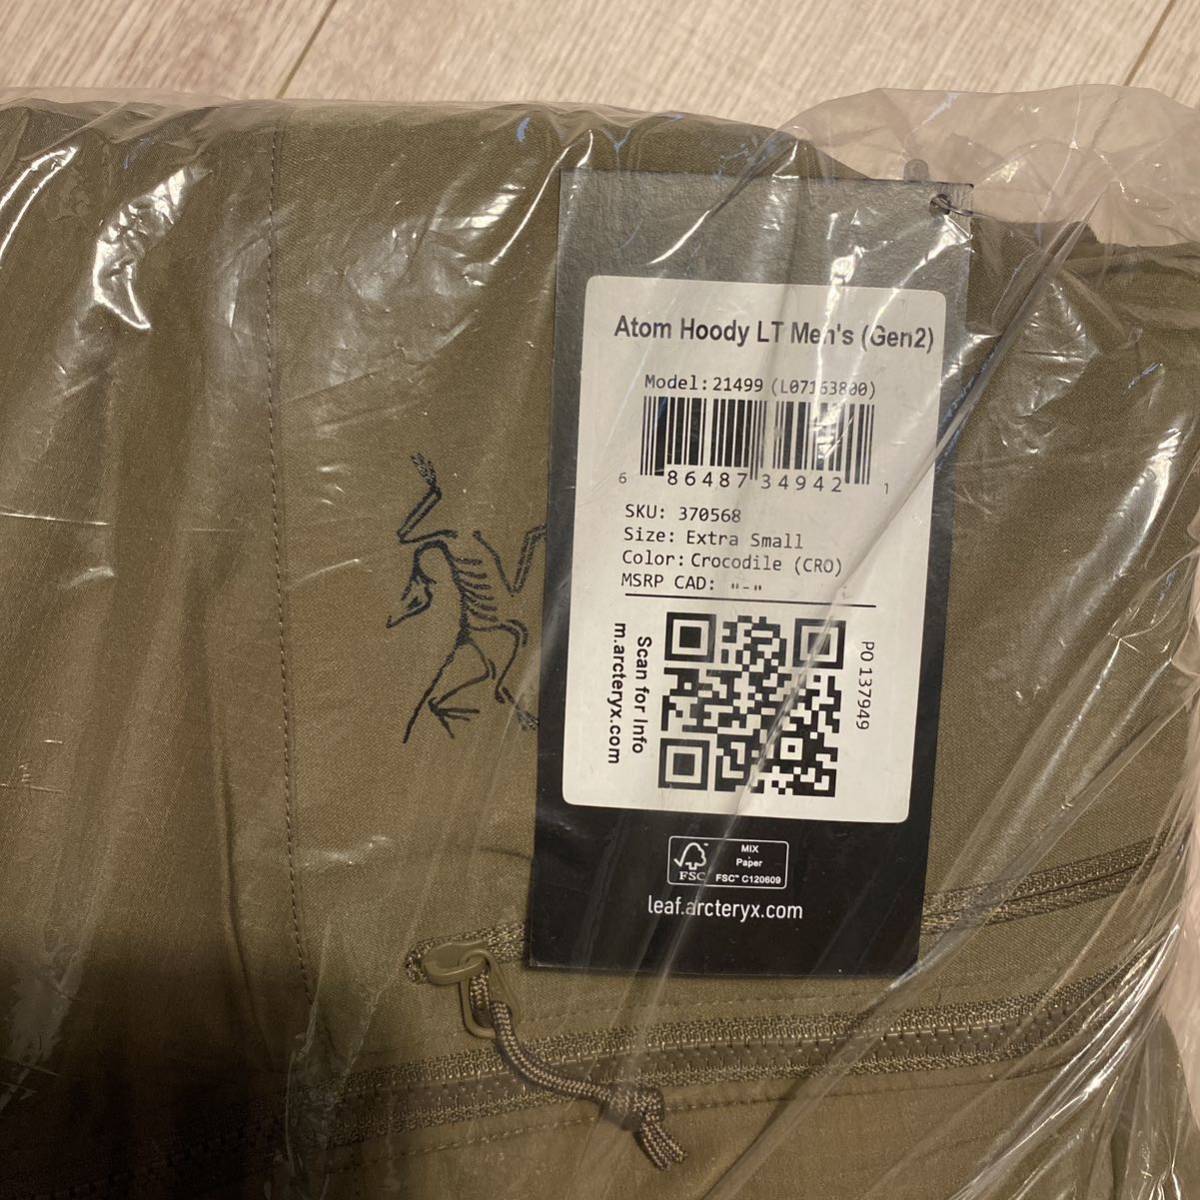 Atom Hoody LT Men's (Gen2)
Model: 21499 (L07163800)
6 86487 34942 1
SKU: 370568
Size: Extra Small
Color: Crocodile (CRO)
MSRP CAD: "-"
Scan for Info
m.arcteryx.com
PO 137949
FSC™
MIX
Paper
FSC™ C120609
leaf.arcteryx.com